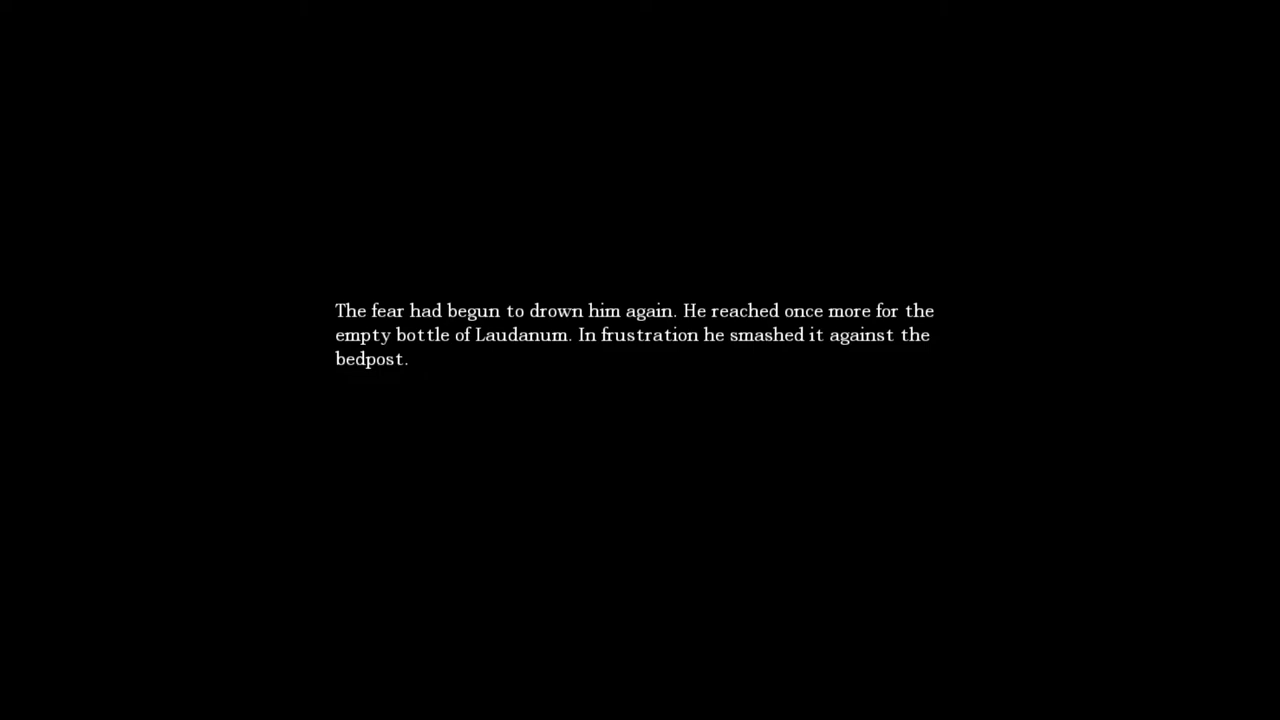 The fear had begun to drown him again. He reached once more for the
empty bottle of Laudanum. In frustration he smashed it against the
bedpost.